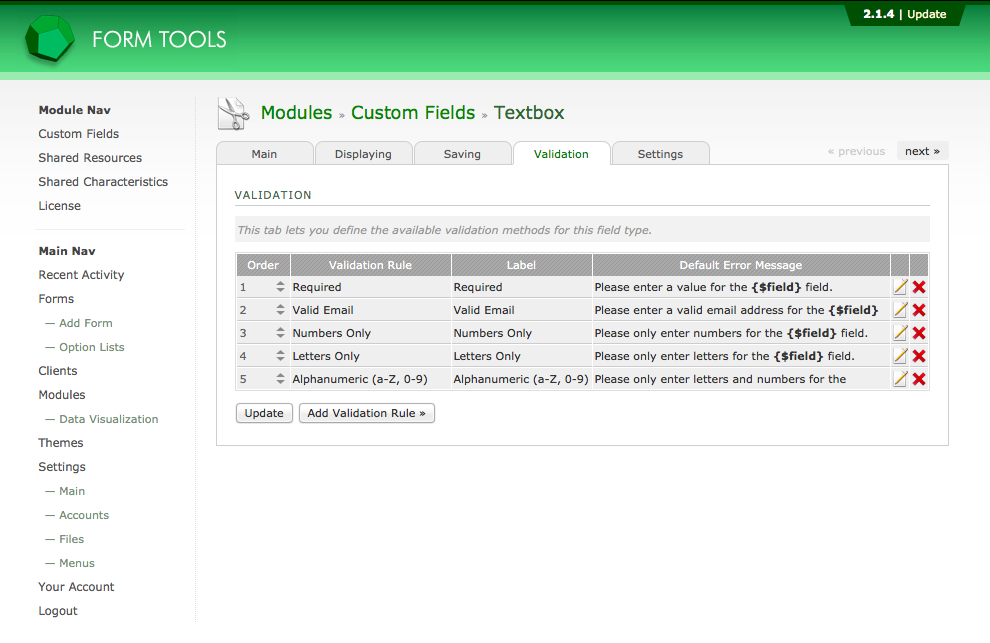 2.1.4 | Update
FORM TOOLS
Module Nav
Custom Fields
Shared Resources
Shared Characteristics
License
Main Nav
Recent Activity
Forms
— Add Form
— Option Lists
Clients
Modules
— Data Visualization
Themes
Settings
— Main
— Accounts
— Files
— Menus
Your Account
Logout
Modules » Custom Fields » Textbox
Main Displaying Saving Validation Settings « previous next »
VALIDATION
This tab lets you define the available validation methods for this field type.
Order Validation Rule Label Default Error Message
1 Required Required Please enter a value for the {$field} field.
2 Valid Email Valid Email Please enter a valid email address for the {$field}
3 Numbers Only Numbers Only Please only enter numbers for the {$field} field.
4 Letters Only Letters Only Please only enter letters for the {$field} field.
5 Alphanumeric (a-Z, 0-9) Alphanumeric (a-Z, 0-9) Please only enter letters and numbers for the
Update Add Validation Rule »